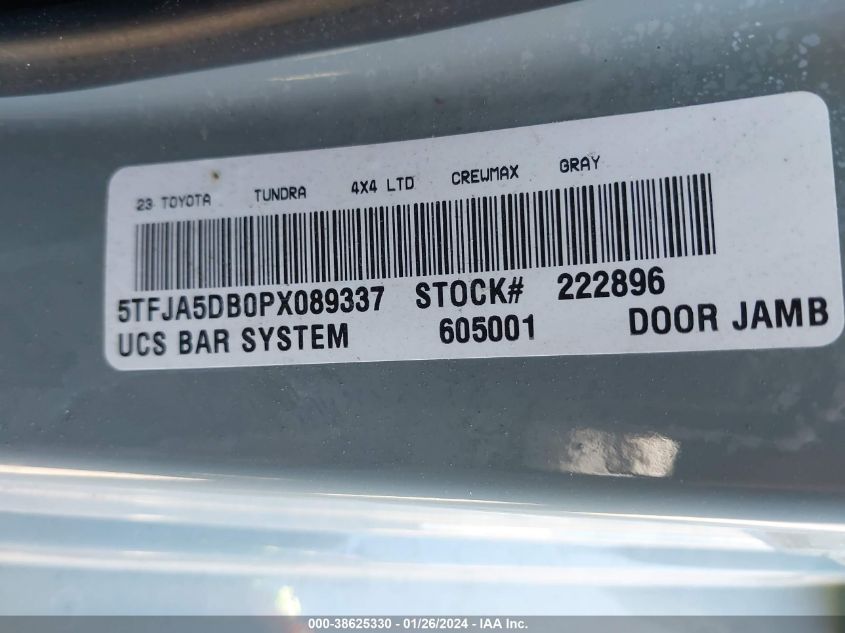 23 TOYOTA TUNDRA 4X4 LTD CREWMAX GRAY
5TFJA5DB0PX089337 STOCK# 222896
UCS BAR SYSTEM 605001 DOOR JAMB
000-38625330 - 01/26/2024 - IAA Inc.